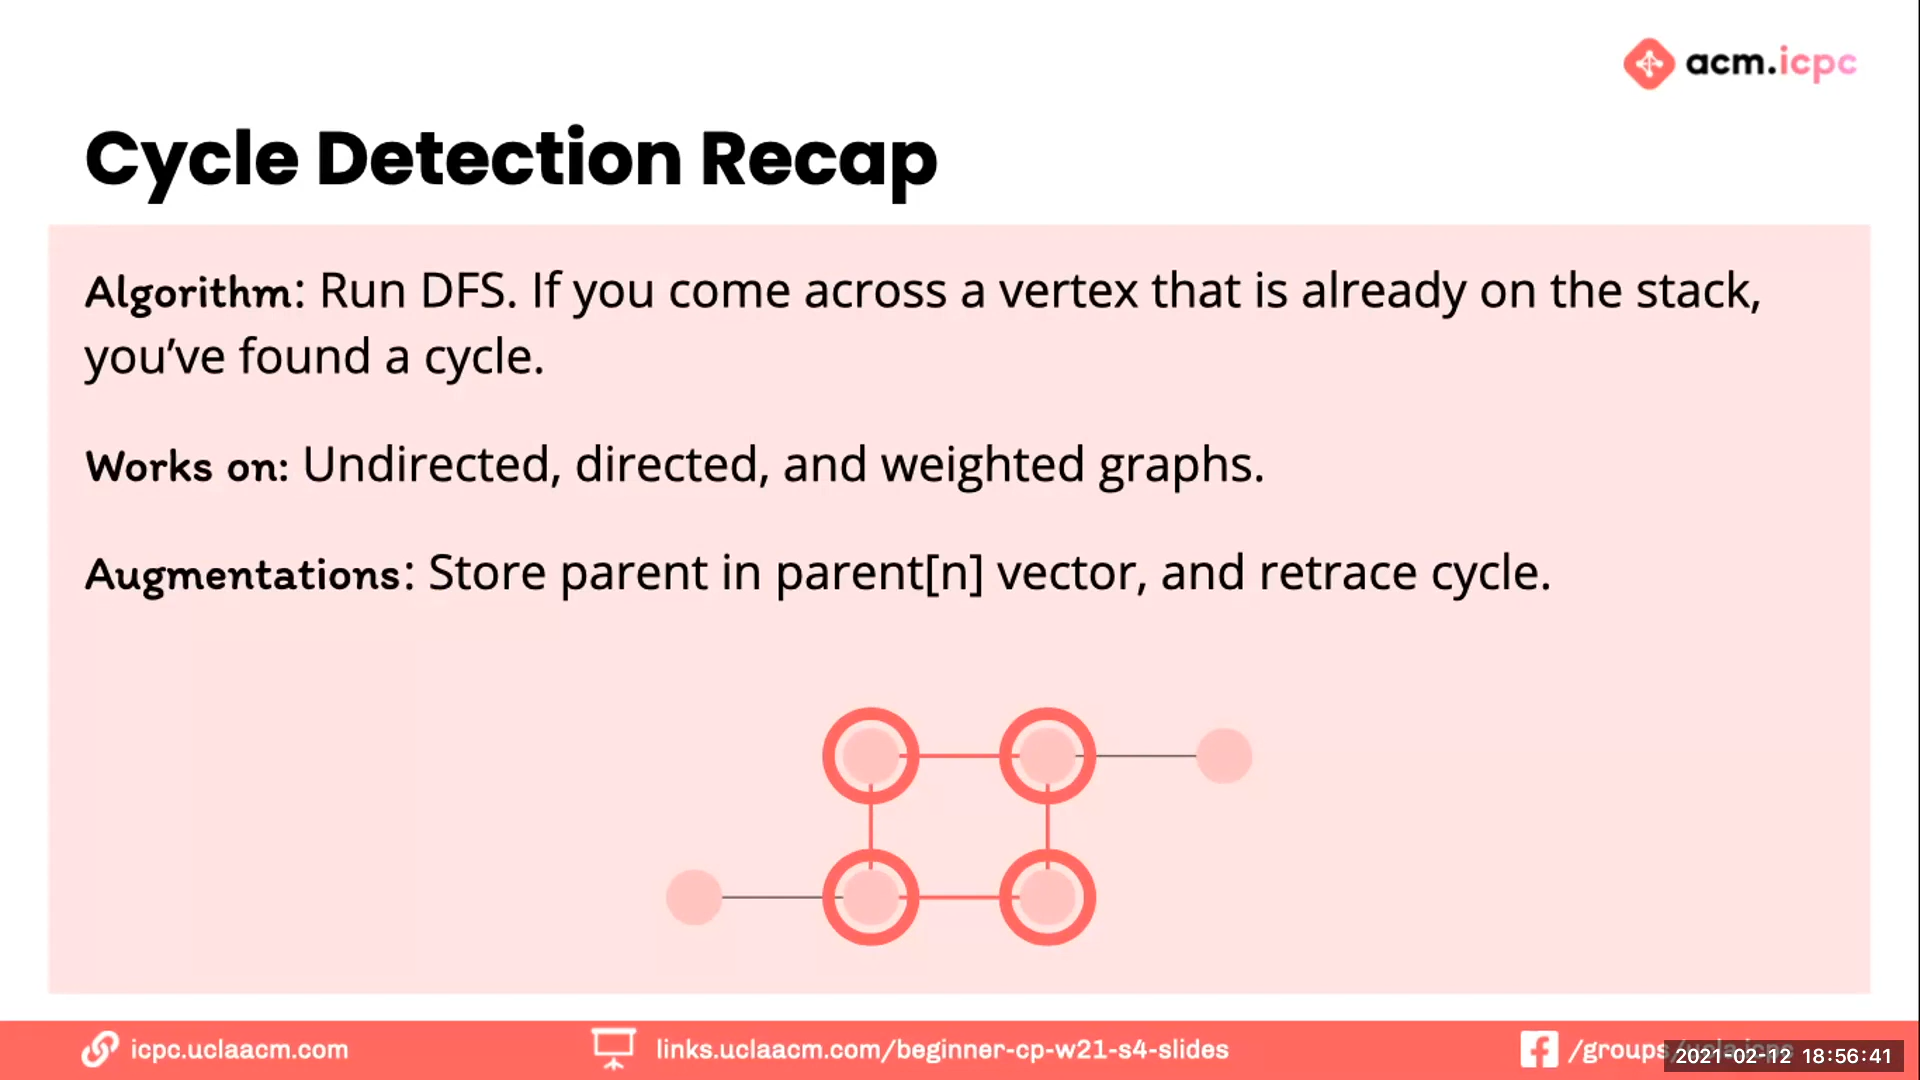 acm.icpc
Cycle Detection Recap
Algorithm: Run DFS. If you come across a vertex that is already on the stack,
you’ve found a cycle.
Works on: Undirected, directed, and weighted graphs.
Augmentations: Store parent in parent[n] vector, and retrace cycle.
icpc.uclaacm.com
links.uclaacm.com/beginner-cp-w21-s4-slides
/groups
2021-02-12 18:56:41